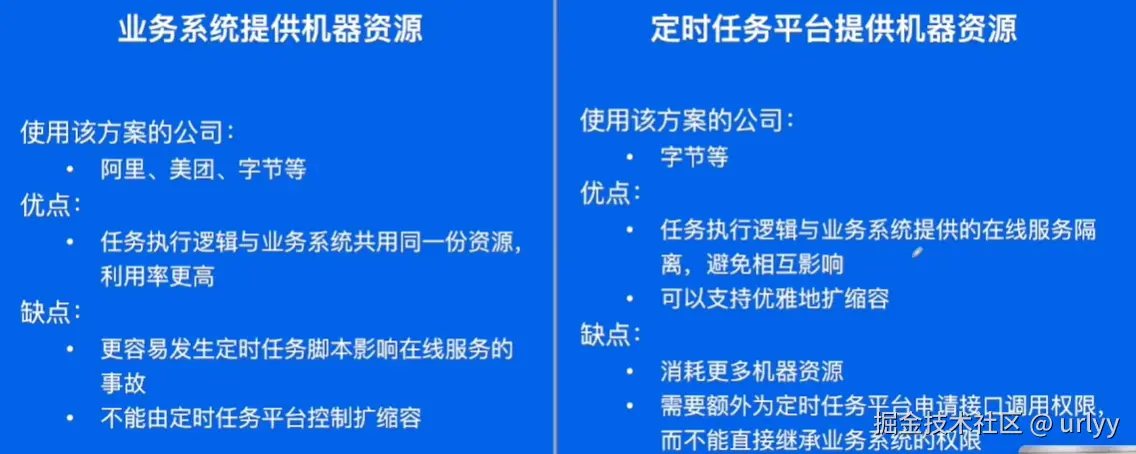 业务系统提供机器资源
使用该方案的公司：
• 阿里、美团、字节等
优点：
• 任务执行逻辑与业务系统共用同一份资源，
利用率更高
缺点：
• 更容易发生定时任务脚本影响在线服务的
事故
• 不能由定时任务平台控制扩缩容
定时任务平台提供机器资源
使用该方案的公司：
• 字节等
优点：
• 任务执行逻辑与业务系统提供的在线服务隔
离，避免相互影响
• 可以支持优雅地扩缩容
缺点：
• 消耗更多机器资源
• 需要额外为定时任务平台申请接口调用权限，
而不能直接继承业务系统的权限
掘金技术社区 @ urlyy